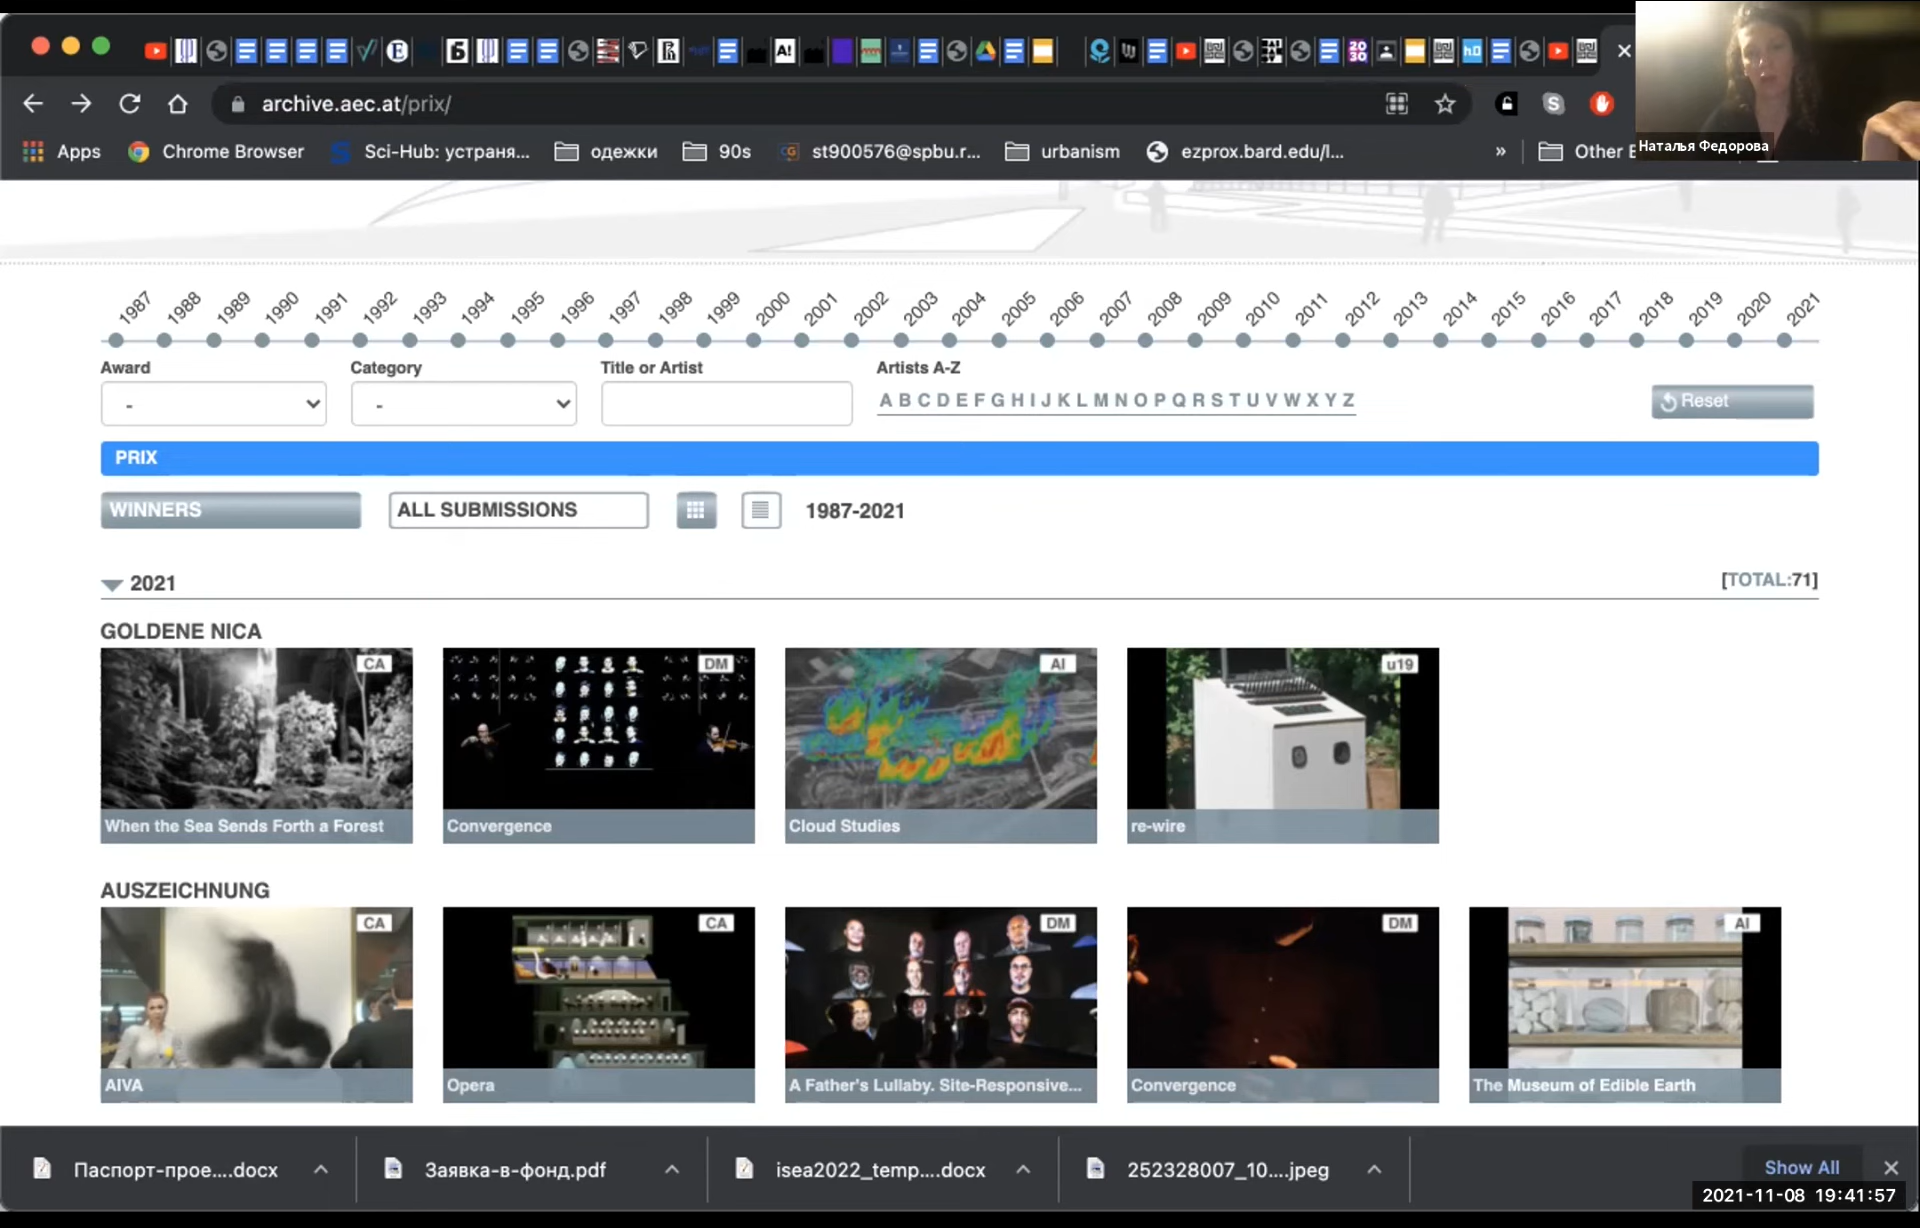 archive.aec.at/prix/
Apps
Chrome Browser
Sci-Hub: устраня...
одежки
90s
st900576@spbu.r...
urbanism
ezprox.bard.edu/l...
»
Other
Наталья Федорова
1987 1988 1989 1990 1991 1992 1993 1994 1995 1996 1997 1998 1999 2000 2001 2002 2003 2004 2005 2006 2007 2008 2009 2010 2011 2012 2013 2014 2015 2016 2017 2018 2019 2020 2021
Award
Category
Title or Artist
Artists A-Z
-
-
A B C D E F G H I J K L M N O P Q R S T U V W X Y Z
Reset
PRIX
WINNERS
ALL SUBMISSIONS
1987-2021
2021
[TOTAL:71]
GOLDENE NICA
CA
DM
AI
u19
When the Sea Sends Forth a Forest
Convergence
Cloud Studies
re-wire
AUSZEICHNUNG
CA
CA
DM
DM
AI
AIVA
Opera
A Father's Lullaby. Site-Responsive...
Convergence
The Museum of Edible Earth
Паспорт-прое....docx
Заявка-в-фонд.pdf
isea2022_temp....docx
252328007_10....jpeg
Show All
2021-11-08 19:41:57